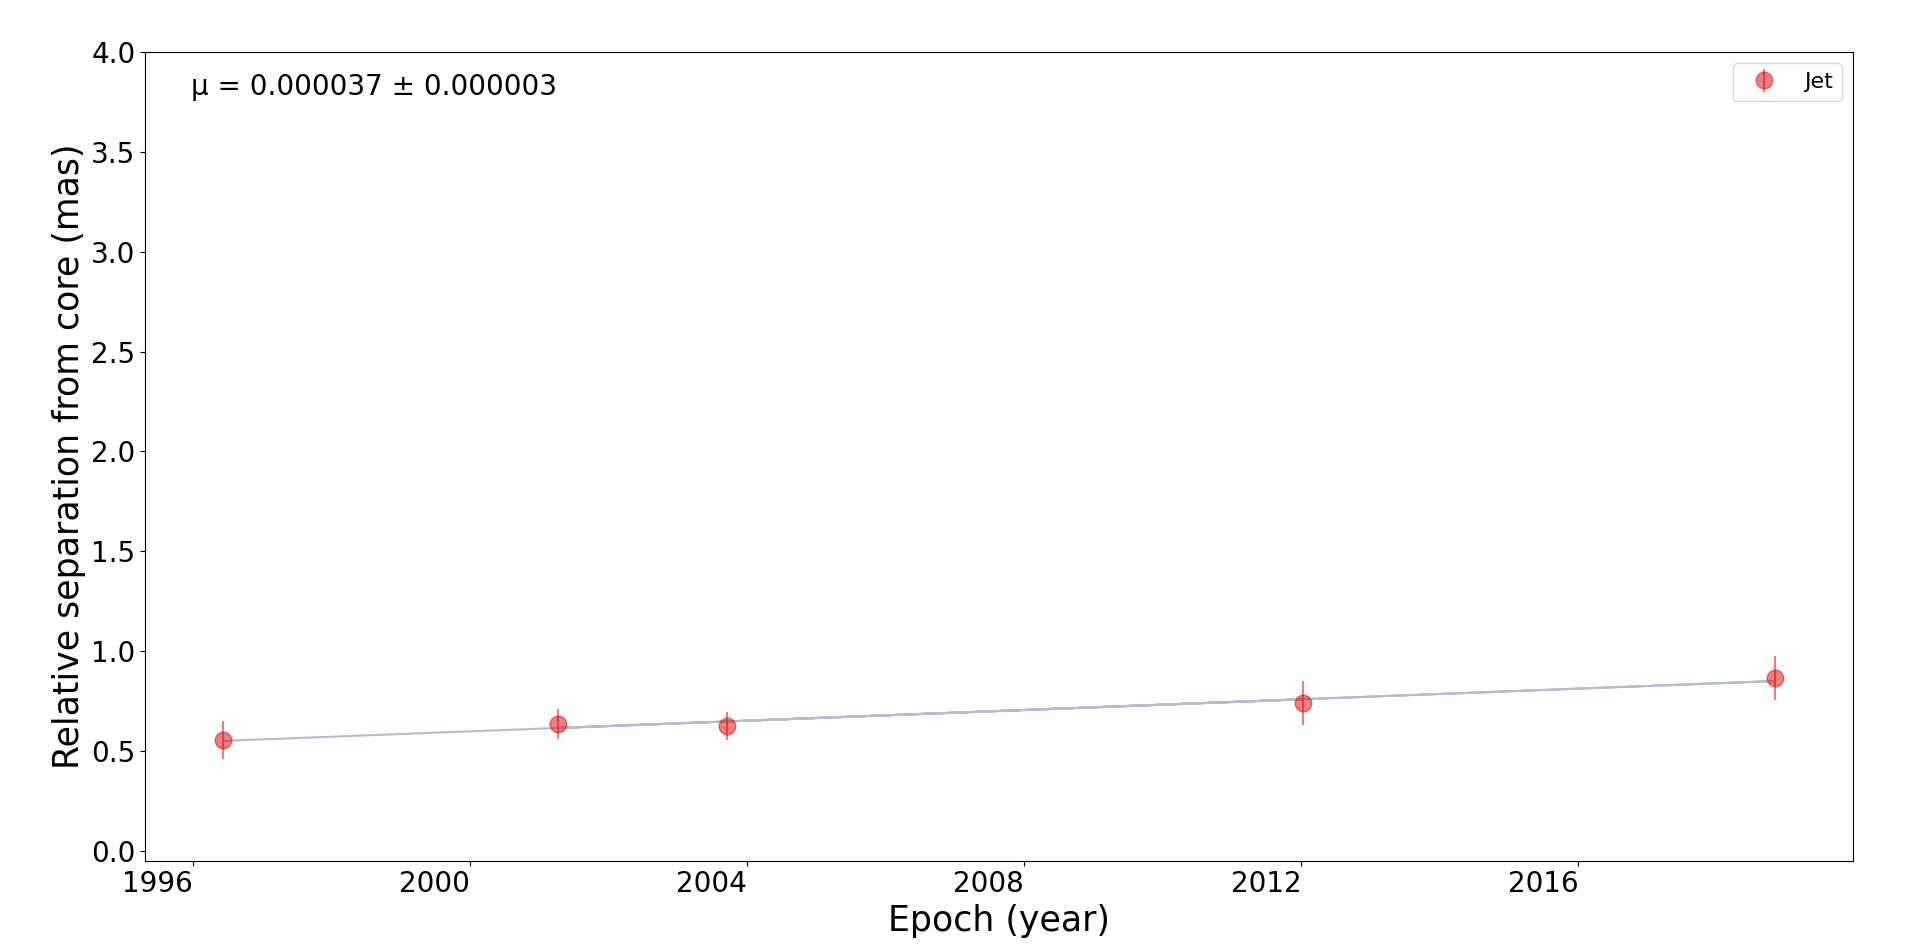 μ = 0.000037 ± 0.000003
Jet
Relative separation from core (mas)
4.0
3.5
3.0
2.5
2.0
1.5
1.0
0.5
0.0
1996 2000 2004 2008 2012 2016
Epoch (year)